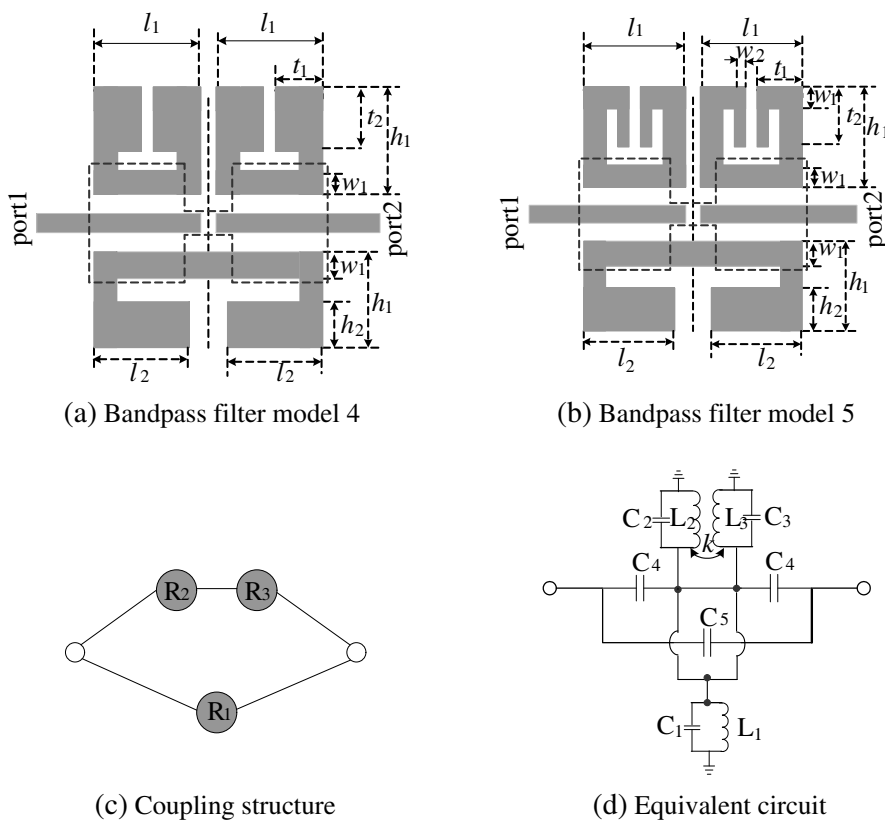 l1 l1
t1
t2
h1
w1
port1
port2
w1
h1
h2
l2 l2
(a) Bandpass filter model 4
l1 l1
w2
t1
w1
t2
h1
w1
port1
port2
w1
h1
h2
l2 l2
(b) Bandpass filter model 5
R2 R3
R1
(c) Coupling structure
C2 L2 L3 C3
k
C4 C4
C5
C1 L1
(d) Equivalent circuit